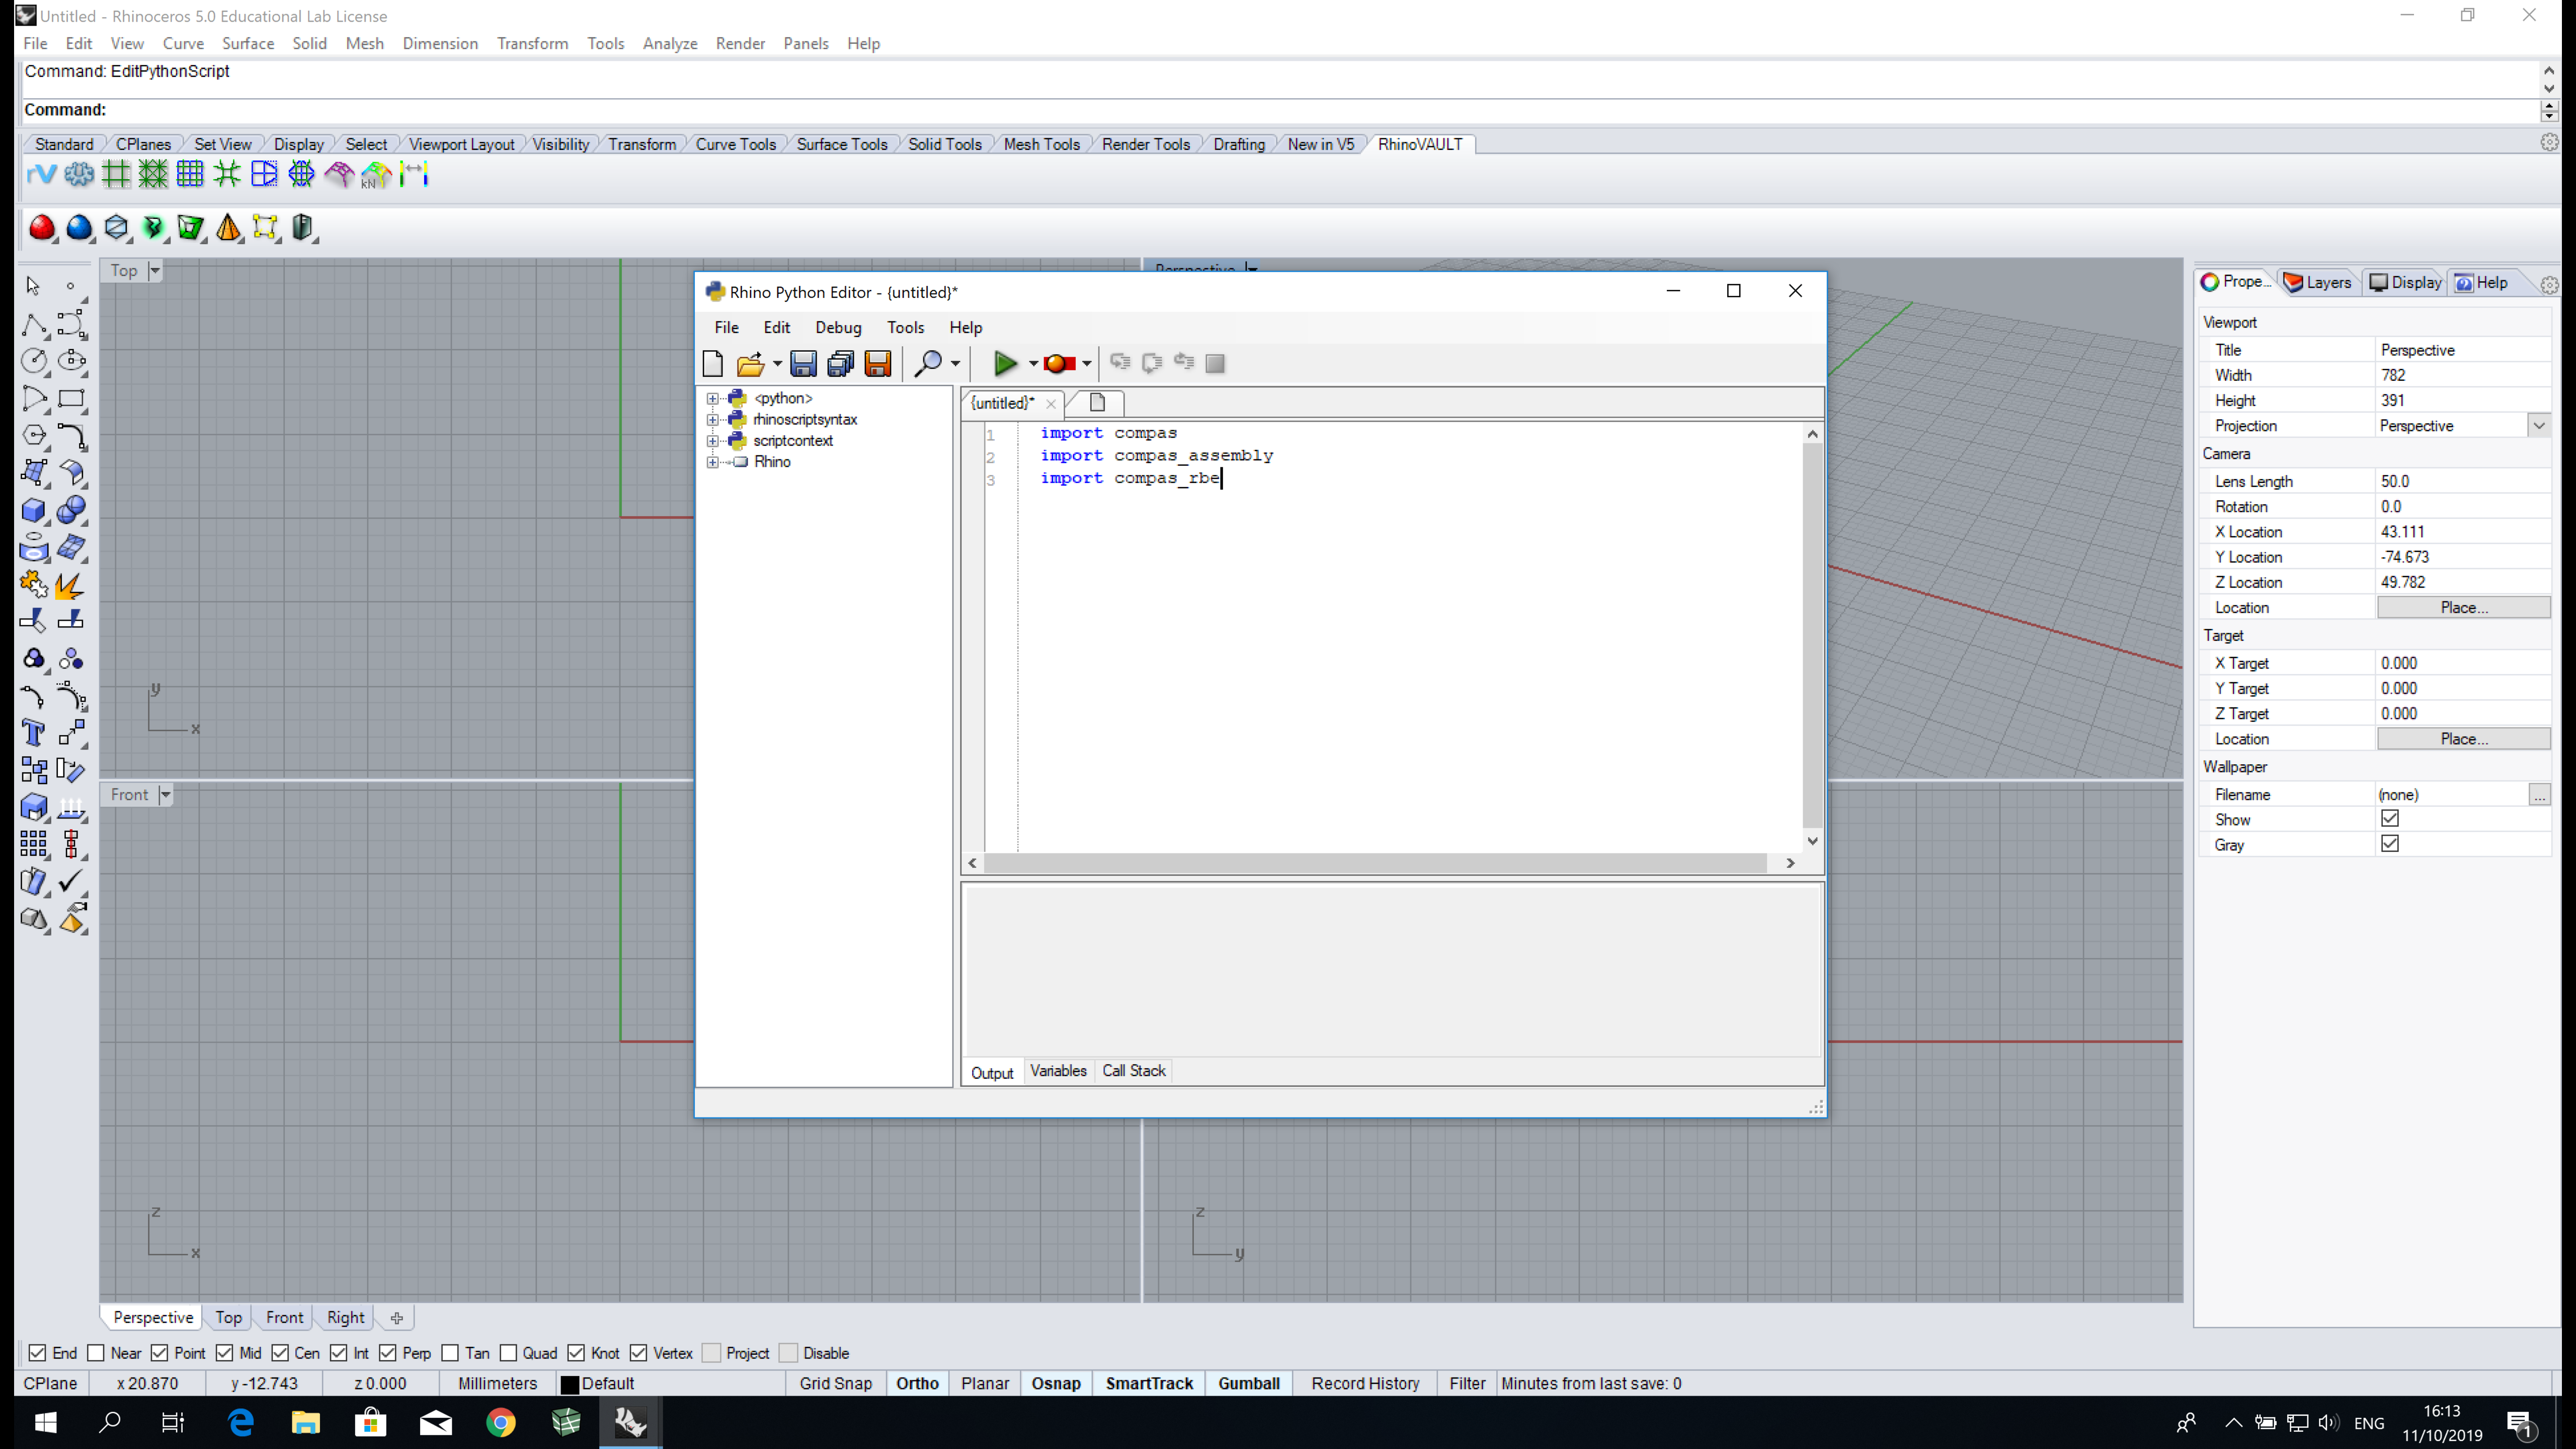 Untitled - Rhinoceros 5.0 Educational Lab License
File Edit View Curve Surface Solid Mesh Dimension Transform Tools Analyze Render Panels Help
Command: EditPythonScript
Command:
Standard CPlanes Set View Display Select Viewport Layout Visibility Transform Curve Tools Surface Tools Solid Tools Mesh Tools Render Tools Drafting New in V5 RhinoVAULT
rV
kN
Top
Perspective
Rhino Python Editor - {untitled}*
File Edit Debug Tools Help
<python>
rhinoscriptsyntax
scriptcontext
Rhino
{untitled}*
1 import compas
2 import compas_assembly
3 import compas_rbe
Output Variables Call Stack
y
x
Front
z
x
z
y
Prope... Layers Display Help
Viewport
Title Perspective
Width 782
Height 391
Projection Perspective
Camera
Lens Length 50.0
Rotation 0.0
X Location 43.111
Y Location -74.673
Z Location 49.782
Location Place...
Target
X Target 0.000
Y Target 0.000
Z Target 0.000
Location Place...
Wallpaper
Filename (none) ...
Show
Gray
Perspective Top Front Right
End Near Point Mid Cen Int Perp Tan Quad Knot Vertex Project Disable
CPlane x 20.870 y -12.743 z 0.000 Millimeters Default Grid Snap Ortho Planar Osnap SmartTrack Gumball Record History Filter Minutes from last save: 0
ENG
16:13
11/10/2019
1